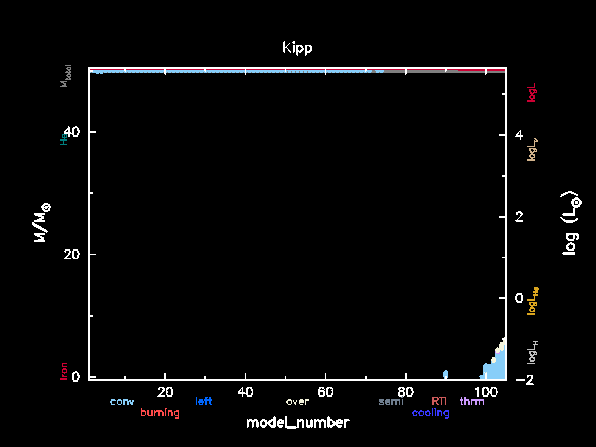 Kipp
M_total
logL
40
He
4
logL_ν
M/M☉
2
log (L☉)
20
0
logL_He
logL_H
0
Iron
−2
20
40
60
80
100
conv
left
over
semi
RTI
thrm
burning
cooling
model_number